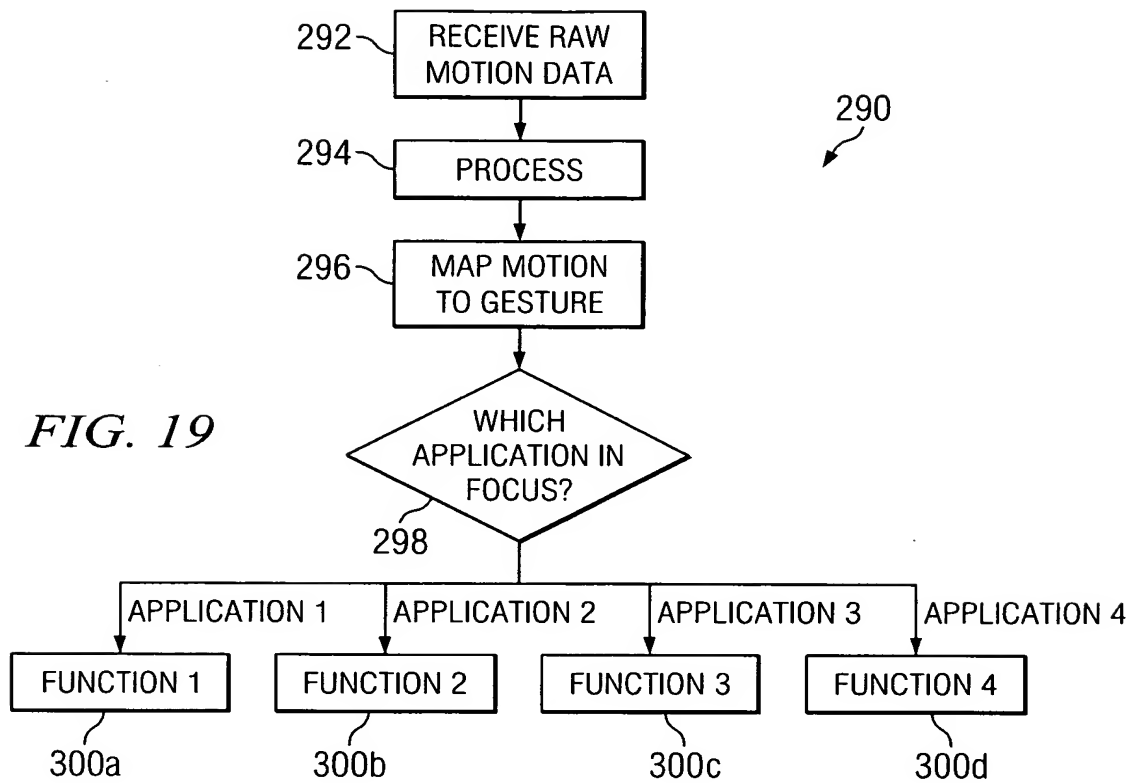 292
RECEIVE RAW
MOTION DATA
290
294
PROCESS
296
MAP MOTION
TO GESTURE
FIG. 19
WHICH
APPLICATION IN
FOCUS?
298
APPLICATION 1
APPLICATION 2
APPLICATION 3
APPLICATION 4
FUNCTION 1
FUNCTION 2
FUNCTION 3
FUNCTION 4
300a
300b
300c
300d